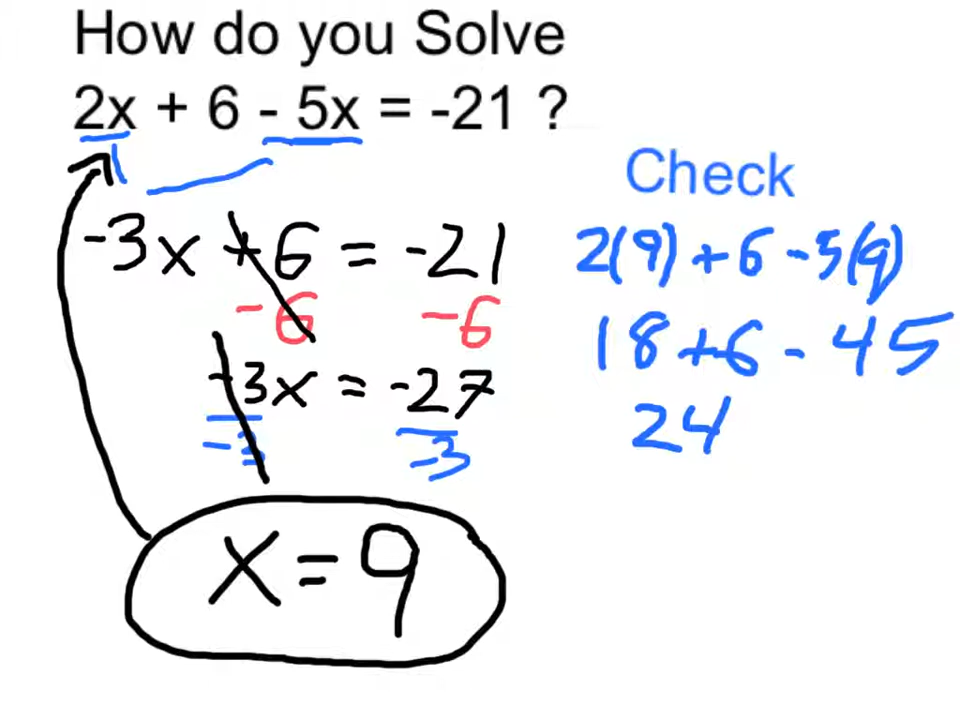 How do you Solve
2x + 6 - 5x = -21 ?
-3x + 6 = -21
-6 -6
-3x = -27
-3 -3
x = 9
Check
2(9) + 6 - 5(9)
18 + 6 - 45
24